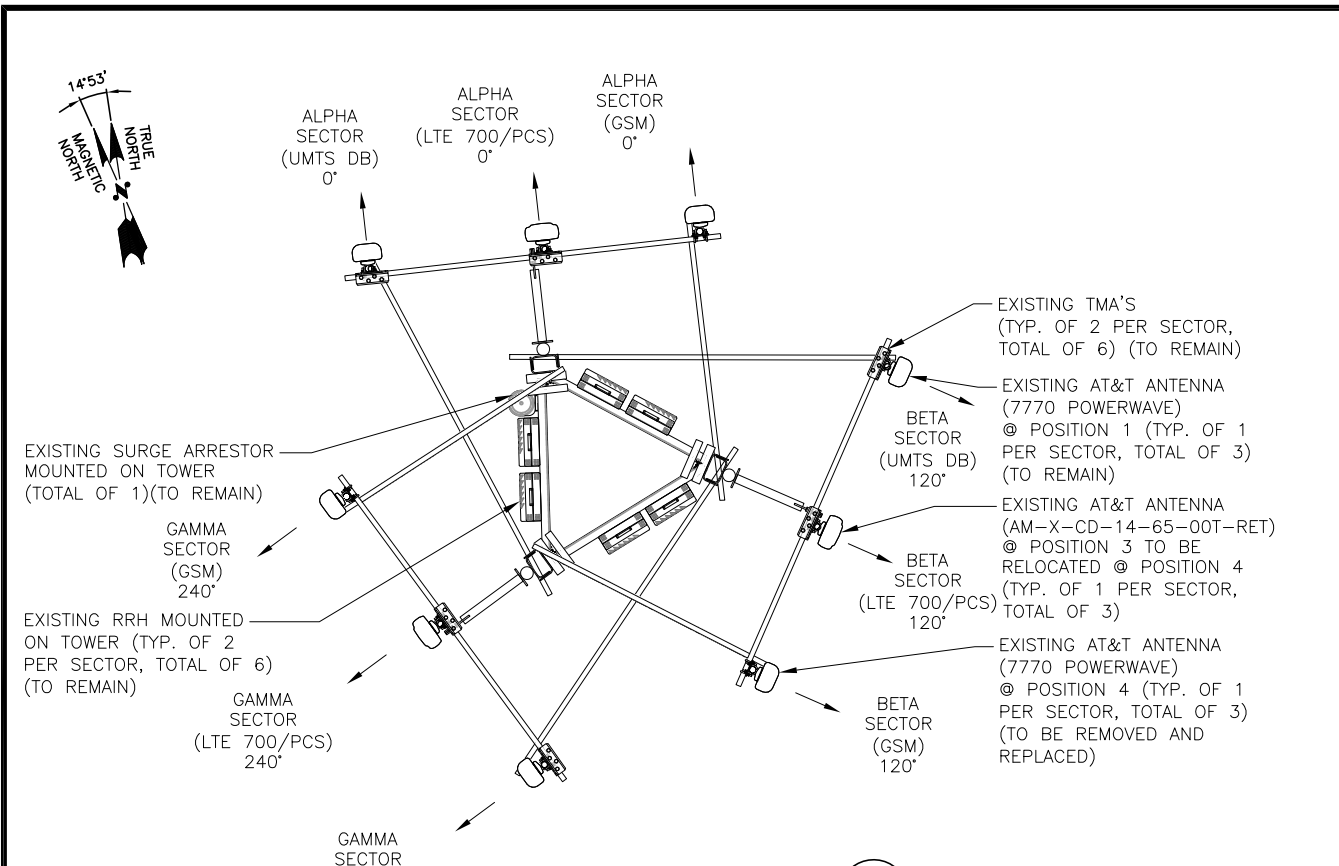 14°53'
TRUE
NORTH
MAGNETIC
NORTH
N
ALPHA
SECTOR
(UMTS DB)
0°
ALPHA
SECTOR
(LTE 700/PCS)
0°
ALPHA
SECTOR
(GSM)
0°
EXISTING TMA'S
(TYP. OF 2 PER SECTOR,
TOTAL OF 6) (TO REMAIN)
EXISTING AT&T ANTENNA
(7770 POWERWAVE)
@ POSITION 1 (TYP. OF 1
PER SECTOR, TOTAL OF 3)
(TO REMAIN)
BETA
SECTOR
(UMTS DB)
120°
EXISTING SURGE ARRESTOR
MOUNTED ON TOWER
(TOTAL OF 1)(TO REMAIN)
EXISTING AT&T ANTENNA
(AM-X-CD-14-65-00T-RET)
@ POSITION 3 TO BE
RELOCATED @ POSITION 4
(TYP. OF 1 PER SECTOR,
TOTAL OF 3)
GAMMA
SECTOR
(GSM)
240°
BETA
SECTOR
(LTE 700/PCS)
120°
EXISTING RRH MOUNTED
ON TOWER (TYP. OF 2
PER SECTOR, TOTAL OF 6)
(TO REMAIN)
EXISTING AT&T ANTENNA
(7770 POWERWAVE)
@ POSITION 4 (TYP. OF 1
PER SECTOR, TOTAL OF 3)
(TO BE REMOVED AND
REPLACED)
GAMMA
SECTOR
(LTE 700/PCS)
240°
BETA
SECTOR
(GSM)
120°
GAMMA
SECTOR